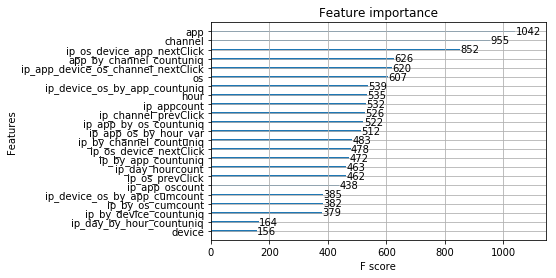 Feature importance
app 1042
channel 955
ip_os_device_app_nextClick 852
app_by_channel_countuniq 626
ip_app_device_os_channel_nextClick 620
os 607
ip_device_os_by_app_countuniq 539
hour 535
ip_appcount 532
ip_channel_prevClick 526
ip_app_by_os_countuniq 522
ip_app_os_by_hour_var 512
ip_by_channel_countuniq 483
ip_os_device_nextClick 478
ip_by_app_countuniq 472
ip_day_hourcount 463
ip_os_prevClick 462
ip_app_oscount 438
ip_device_os_by_app_cumcount 385
ip_by_os_cumcount 382
ip_by_device_countuniq 379
ip_day_by_hour_countuniq 164
device 156
Features
0 200 400 600 800 1000
F score